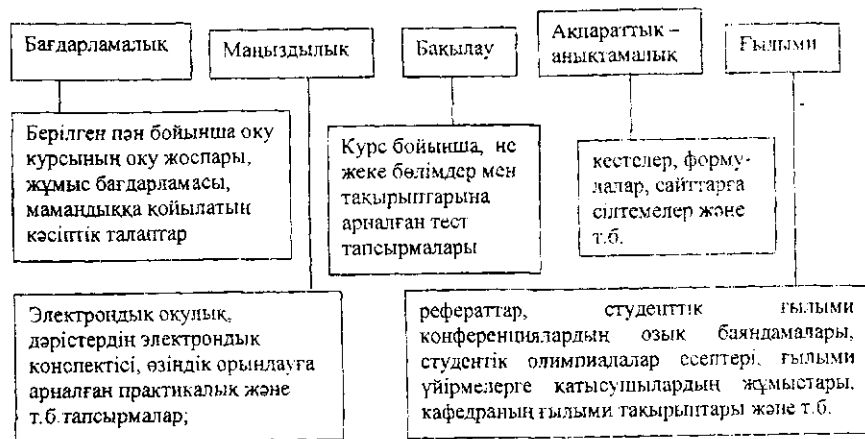 Бағдарламалық
Маңыздылық
Бақылау
Ақпараттық –
анықтамалық
Ғылыми
Берілген пән бойынша оқу
курсының оқу жоспары,
жұмыс бағдарламасы,
мамандыққа қойылатын
кәсіптік талаптар
Курс бойынша, не
жеке бөлімдер мен
тақырыптарына
арналған тест
тапсырмалары
кестелер, форму-
лалар, сайттарға
сілтемелер және
т.б.
Электрондық оқулық,
дәрістердің электрондық
конспектісі, өзіндік орындауға
арналған практикалық және
т.б.тапсырмалар;
рефераттар, студенттік ғылыми
конференциялардың озық баяндамалары,
студентік олимпиадалар есептері, ғылыми
үйірмелерге қатысушылардың жұмыстары,
кафедраның ғылыми тақырыптары және т.б.